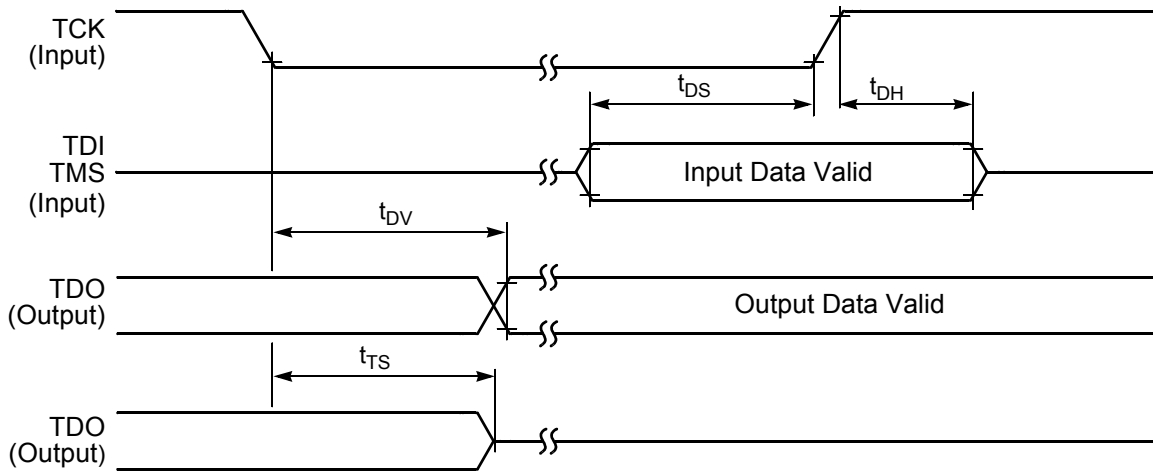 TCK
(Input)
tDS
tDH
TDI
TMS
(Input)
Input Data Valid
tDV
TDO
(Output)
Output Data Valid
tTS
TDO
(Output)